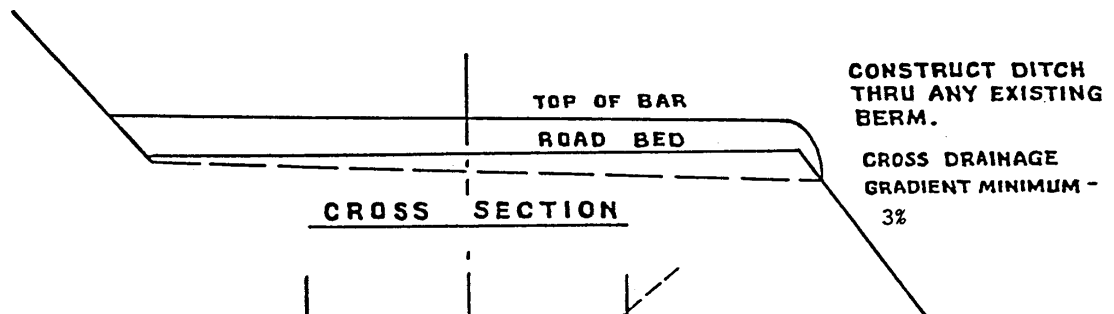 TOP OF BAR
ROAD BED
CROSS SECTION
CONSTRUCT DITCH
THRU ANY EXISTING
BERM.
CROSS DRAINAGE
GRADIENT MINIMUM -
3%